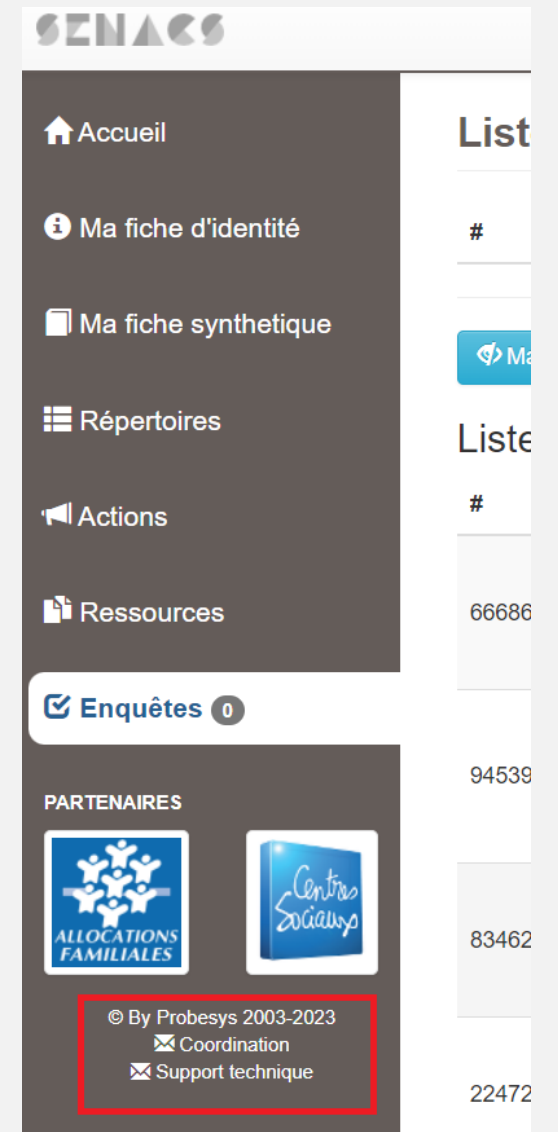 SENACS
Accueil
Ma fiche d'identité
Ma fiche synthetique
Répertoires
Actions
Ressources
Enquêtes 0
PARTENAIRES
ALLOCATIONS
FAMILIALES
Centres
Sociaux
© By Probesys 2003-2023
Coordination
Support technique
List
#
Ma
Liste
#
66686
94539
83462
22472